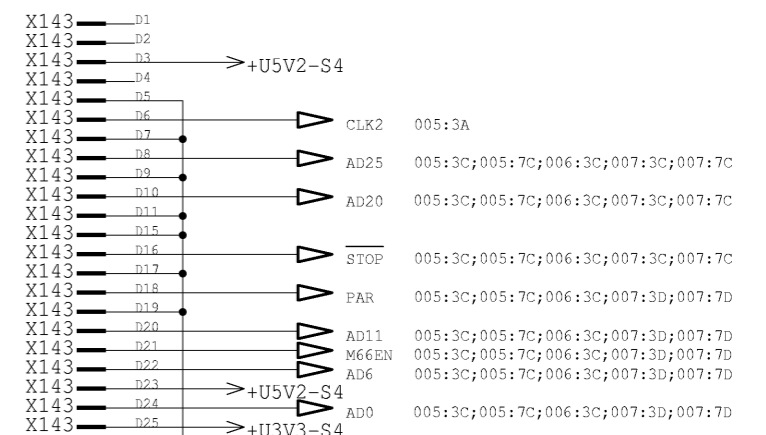 X143 D1
X143 D2
X143 D3 +U5V2-S4
X143 D4
X143 D5
X143 D6 CLK2 005:3A
X143 D7
X143 D8 AD25 005:3C;005:7C;006:3C;007:3C;007:7C
X143 D9
X143 D10 AD20 005:3C;005:7C;006:3C;007:3C;007:7C
X143 D11
X143 D15
X143 D16 STOP 005:3C;005:7C;006:3C;007:3C;007:7C
X143 D17
X143 D18 PAR 005:3C;005:7C;006:3C;007:3D;007:7D
X143 D19
X143 D20 AD11 005:3C;005:7C;006:3C;007:3D;007:7D
X143 D21 M66EN 005:3C;005:7C;006:3C;007:3D;007:7D
X143 D22 AD6 005:3C;005:7C;006:3C;007:3D;007:7D
X143 D23 +U5V2-S4
X143 D24 AD0 005:3C;005:7C;006:3C;007:3D;007:7D
X143 D25 +U3V3-S4